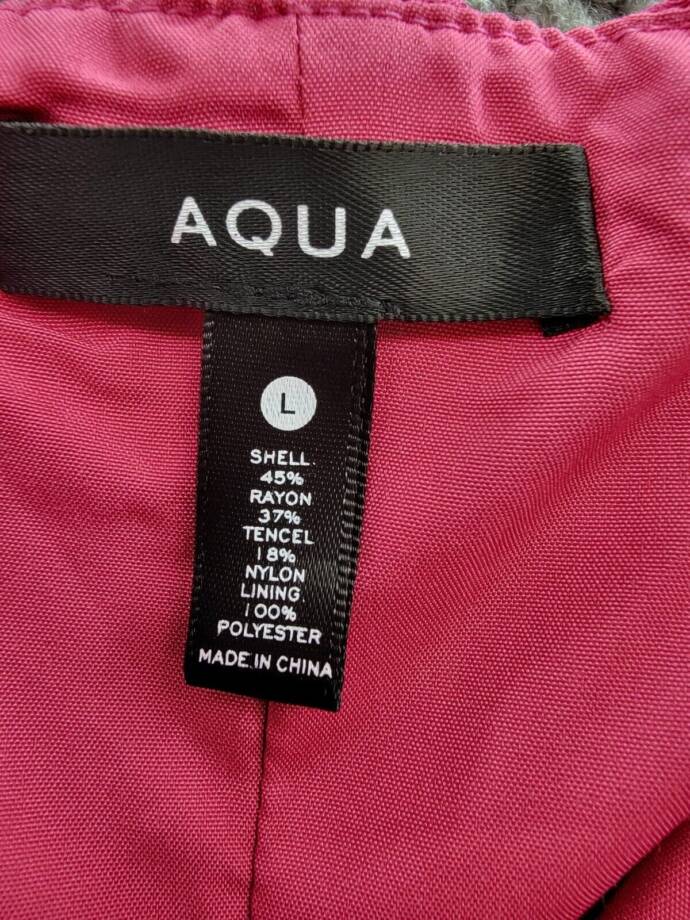 AQUA
L
SHELL
45%
RAYON
37%
TENCEL
18%
NYLON
LINING
100%
POLYESTER
MADE IN CHINA